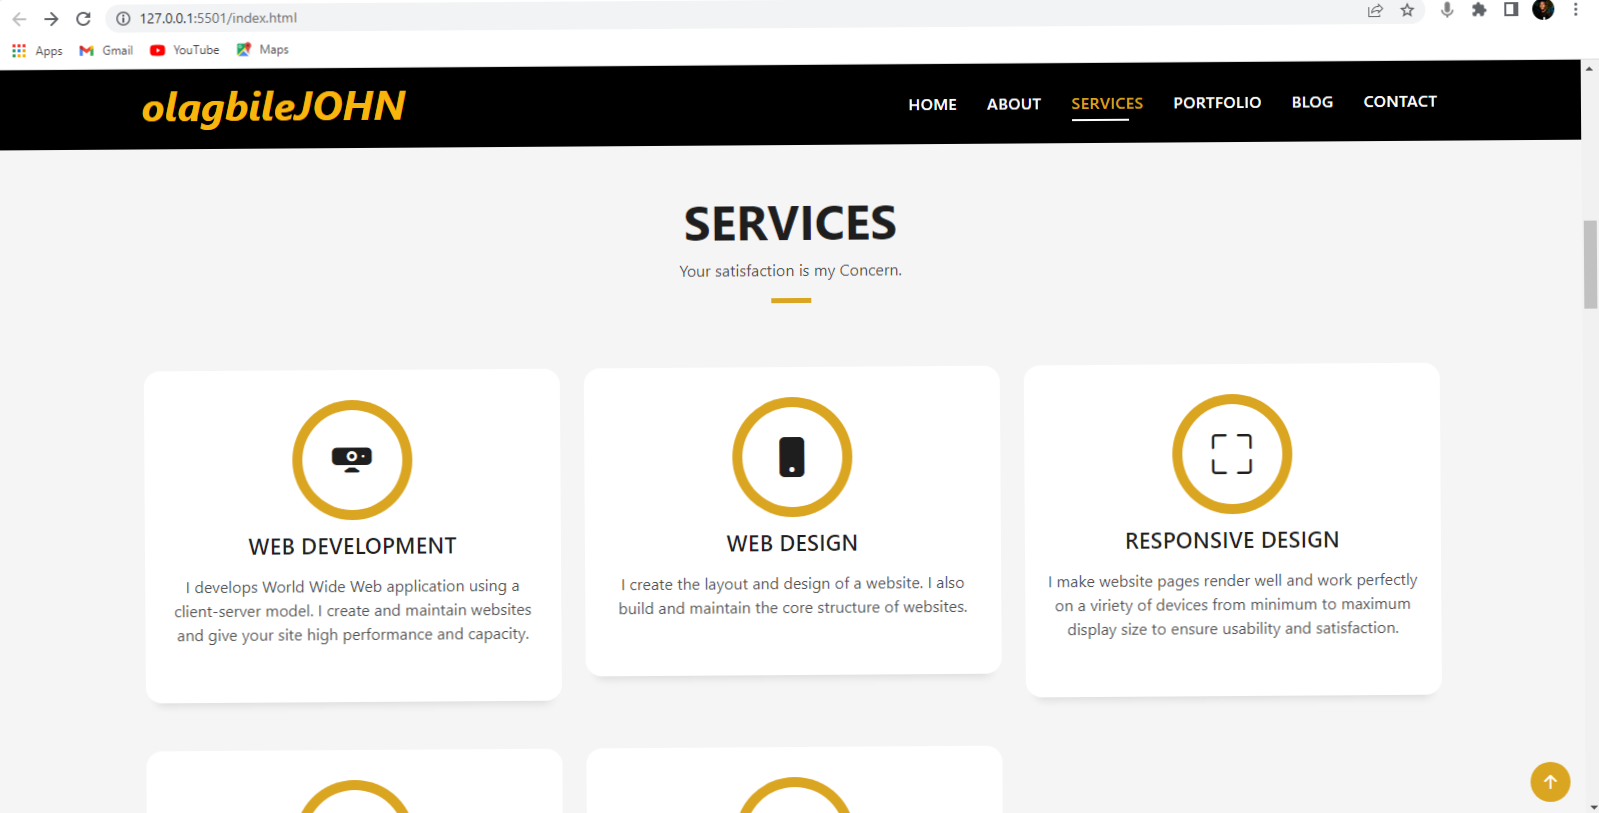 127.0.0.1:5501/index.html
Apps Gmail YouTube Maps
olagbileJOHN
HOME ABOUT SERVICES PORTFOLIO BLOG CONTACT
SERVICES
Your satisfaction is my Concern.
WEB DEVELOPMENT
I develops World Wide Web application using a
client-server model. I create and maintain websites
and give your site high performance and capacity.
WEB DESIGN
I create the layout and design of a website. I also
build and maintain the core structure of websites.
RESPONSIVE DESIGN
I make website pages render well and work perfectly
on a viriety of devices from minimum to maximum
display size to ensure usability and satisfaction.